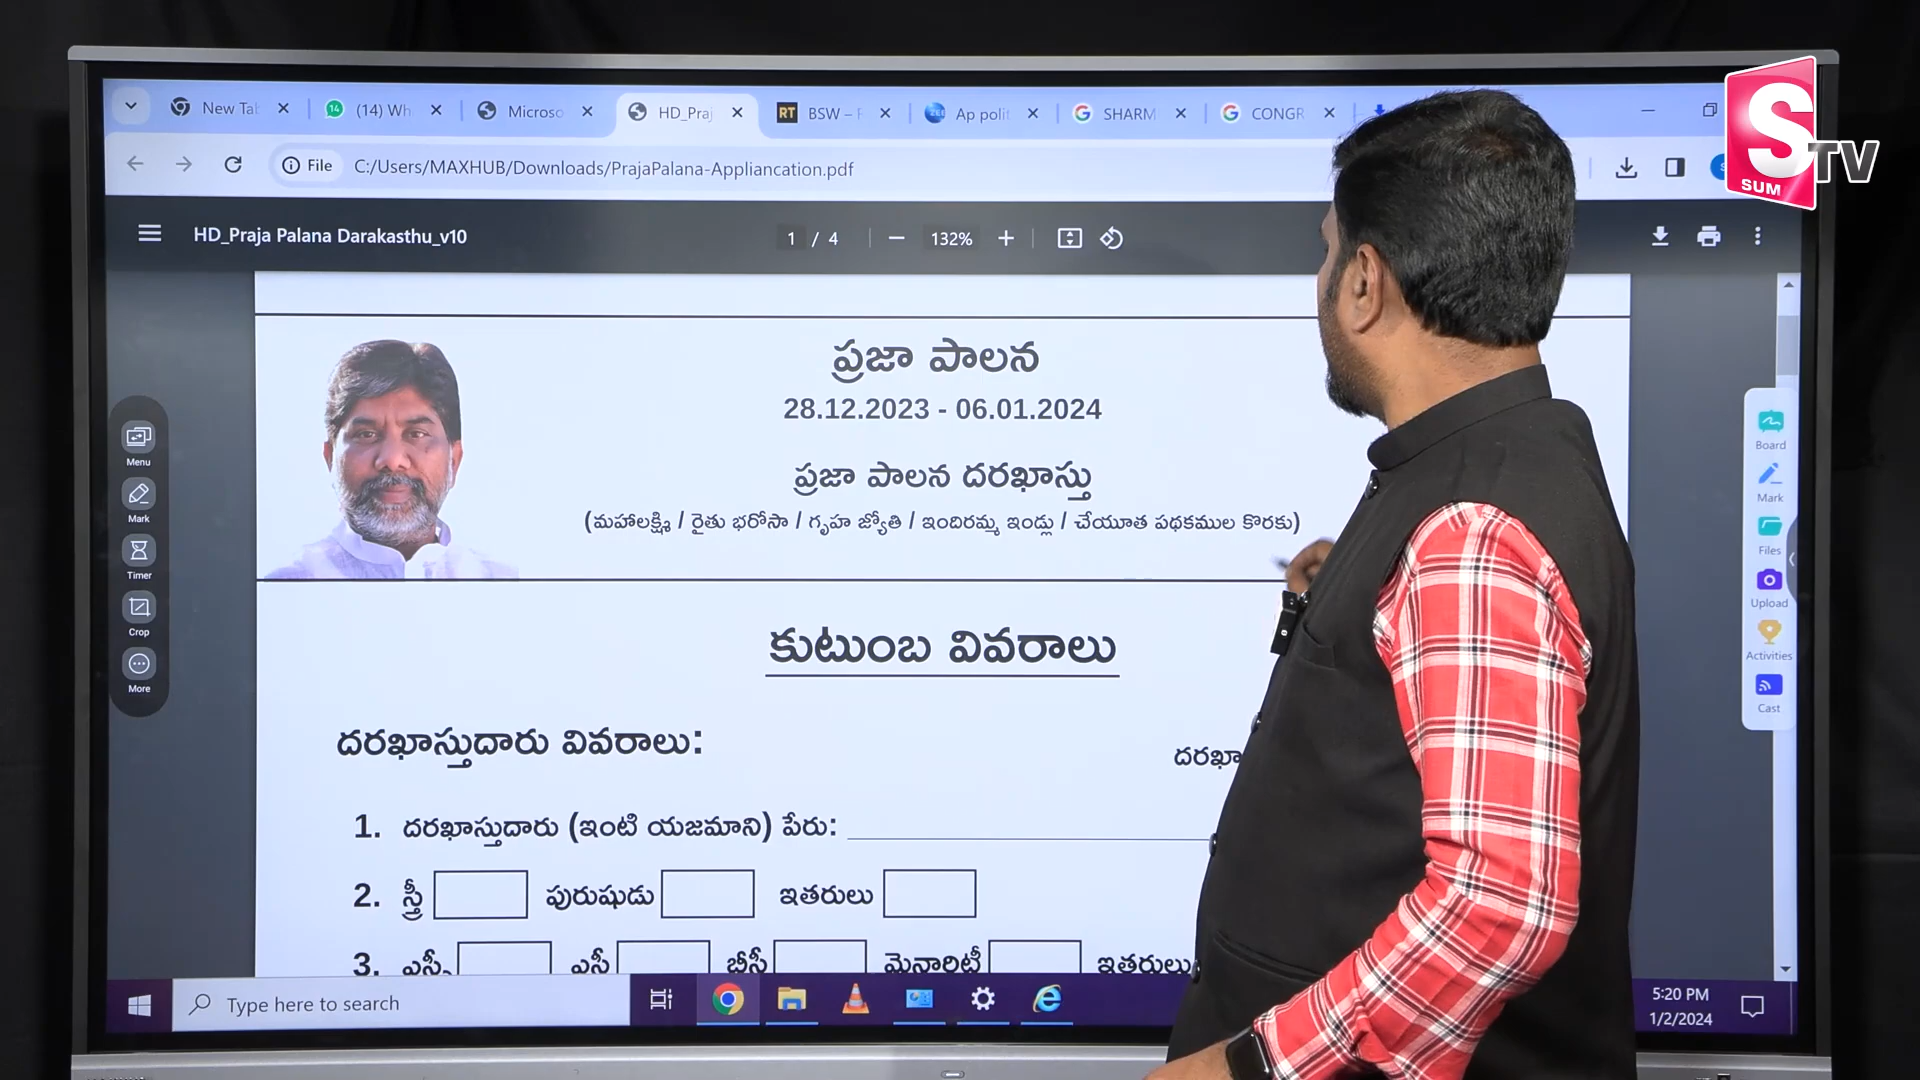 New Tab
(14) Wh
Microso
HD_Praj
RT
BSW – F
Ap polit
SHARM
CONGR
S TV
SUM
File
C:/Users/MAXHUB/Downloads/PrajaPalana-Appliancation.pdf
HD_Praja Palana Darakasthu_v10
1 / 4
132%
ప్రజా పాలన
28.12.2023 - 06.01.2024
ప్రజా పాలన దరఖాస్తు
(మహాలక్ష్మి / రైతు భరోసా / గృహ జ్యోతి / ఇందిరమ్మ ఇండ్లు / చేయూత పథకముల కొరకు)
కుటుంబ వివరాలు
దరఖాస్తుదారు వివరాలు:
దరఖా
1. దరఖాస్తుదారు (ఇంటి యజమాని) పేరు:
2. స్త్రీ పురుషుడు ఇతరులు
3. ఎస్సీ ఎస్టీ బీసీ మైనారిటీ ఇతరులు
Menu
Mark
Timer
Crop
More
Board
Mark
Files
Upload
Activities
Cast
Type here to search
5:20 PM
1/2/2024